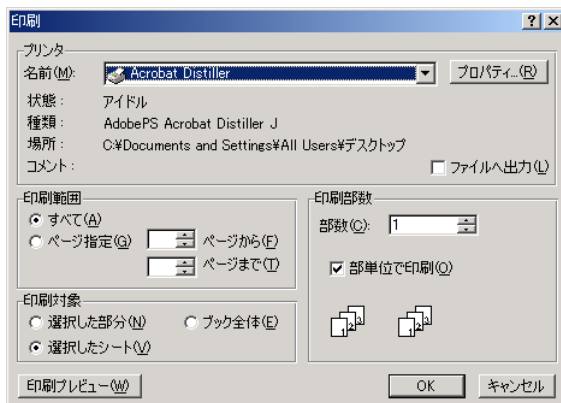 印刷
プリンタ
名前(M): Acrobat Distiller プロパティ...(R)
状態: アイドル
種類: AdobePS Acrobat Distiller J
場所: C:¥Documents and Settings¥All Users¥デスクトップ
コメント:
ファイルへ出力(L)
印刷範囲
すべて(A)
ページ指定(G) ページから(F)
ページまで(T)
印刷部数
部数(C): 1
部単位で印刷(O)
1 2 3 1 2 3
印刷対象
選択した部分(N) ブック全体(E)
選択したシート(V)
印刷プレビュー(W) OK キャンセル